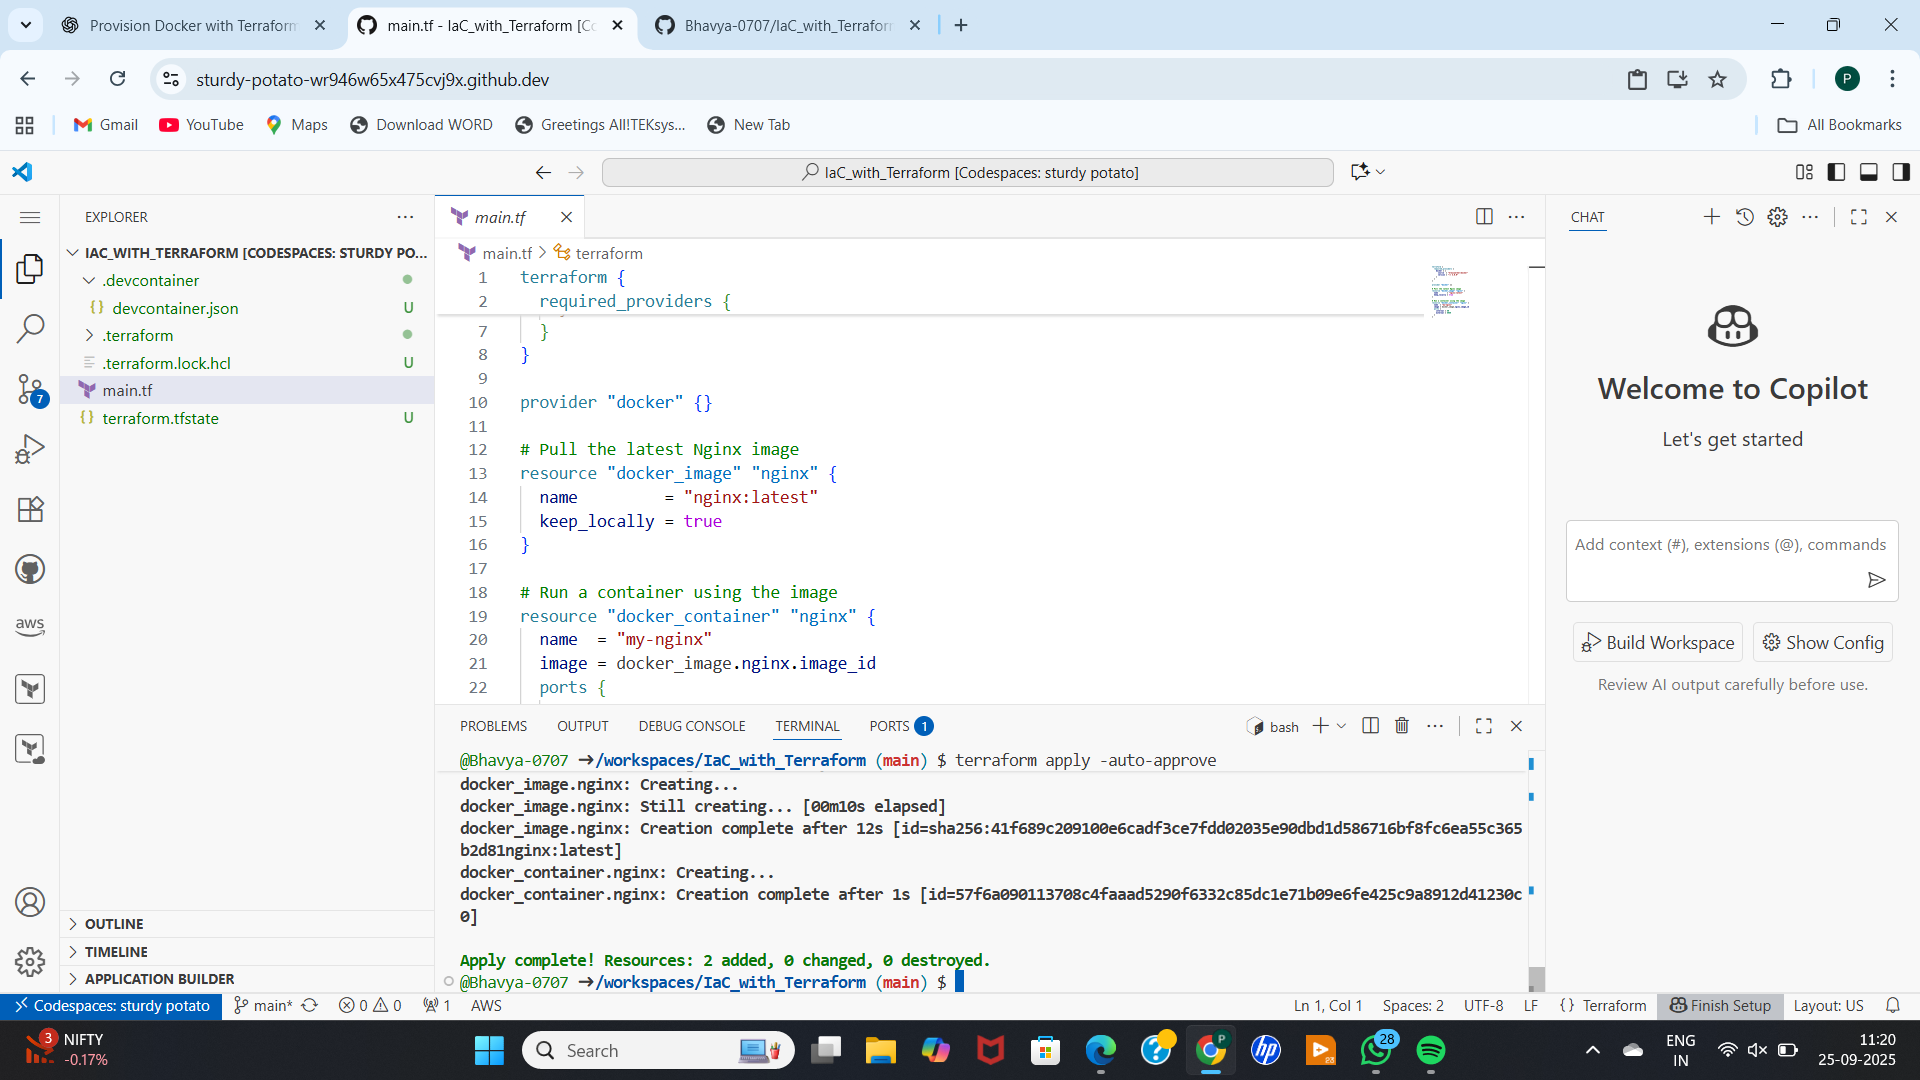 Provision Docker with Terraform
main.tf - IaC_with_Terraform [Co
Bhavya-0707/IaC_with_Terraform
sturdy-potato-wr946w65x475cvj9x.github.dev
P
Gmail
YouTube
Maps
Download WORD
Greetings All!TEKsys...
New Tab
All Bookmarks
IaC_with_Terraform [Codespaces: sturdy potato]
EXPLORER
IAC_WITH_TERRAFORM [CODESPACES: STURDY PO...
.devcontainer
{} devcontainer.json U
.terraform
.terraform.lock.hcl U
main.tf
{} terraform.tfstate U
7
aws
OUTLINE
TIMELINE
APPLICATION BUILDER
main.tf
main.tf > terraform
1 terraform {
2 required_providers {
7 }
8 }
9
10 provider "docker" {}
11
12 # Pull the latest Nginx image
13 resource "docker_image" "nginx" {
14 name = "nginx:latest"
15 keep_locally = true
16 }
17
18 # Run a container using the image
19 resource "docker_container" "nginx" {
20 name = "my-nginx"
21 image = docker_image.nginx.image_id
22 ports {
PROBLEMS OUTPUT DEBUG CONSOLE TERMINAL PORTS 1
bash
@Bhavya-0707 ➜/workspaces/IaC_with_Terraform (main) $ terraform apply -auto-approve
docker_image.nginx: Creating...
docker_image.nginx: Still creating... [00m10s elapsed]
docker_image.nginx: Creation complete after 12s [id=sha256:41f689c209100e6cadf3ce7fdd02035e90dbd1d586716bf8fc6ea55c365
b2d81nginx:latest]
docker_container.nginx: Creating...
docker_container.nginx: Creation complete after 1s [id=57f6a090113708c4faaad5290f6332c85dc1e71b09e6fe425c9a8912d41230c
0]
Apply complete! Resources: 2 added, 0 changed, 0 destroyed.
@Bhavya-0707 ➜/workspaces/IaC_with_Terraform (main) $
CHAT
Welcome to Copilot
Let's get started
Add context (#), extensions (@), commands
Build Workspace
Show Config
Review AI output carefully before use.
Codespaces: sturdy potato
main*
0 0
1
AWS
Ln 1, Col 1
Spaces: 2
UTF-8
LF
{} Terraform
Finish Setup
Layout: US
3
NIFTY
-0.17%
Search
P
hp
28
ENG
IN
11:20
25-09-2025